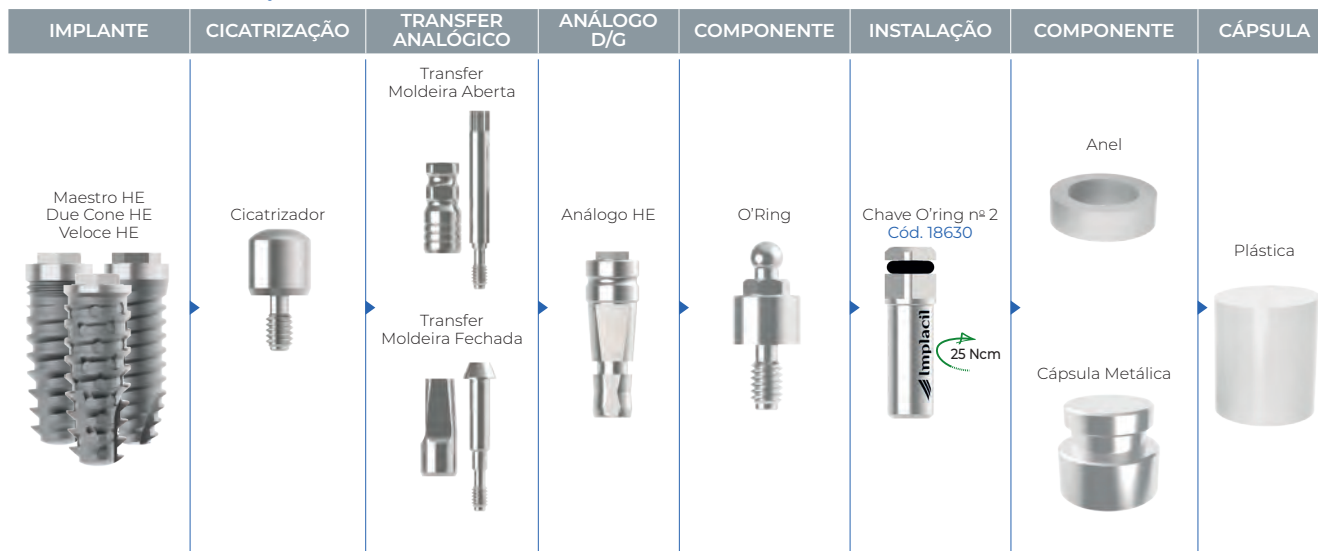 IMPLANTE
CICATRIZAÇÃO
TRANSFER
ANALÓGICO
ANÁLOGO
D/G
COMPONENTE
INSTALAÇÃO
COMPONENTE
CÁPSULA
Maestro HE
Due Cone HE
Veloce HE
Cicatrizador
Transfer
Moldeira Aberta
Transfer
Moldeira Fechada
Análogo HE
O'Ring
Chave O'ring nº 2
Cód. 18630
Implacil
25 Ncm
Anel
Cápsula Metálica
Plástica